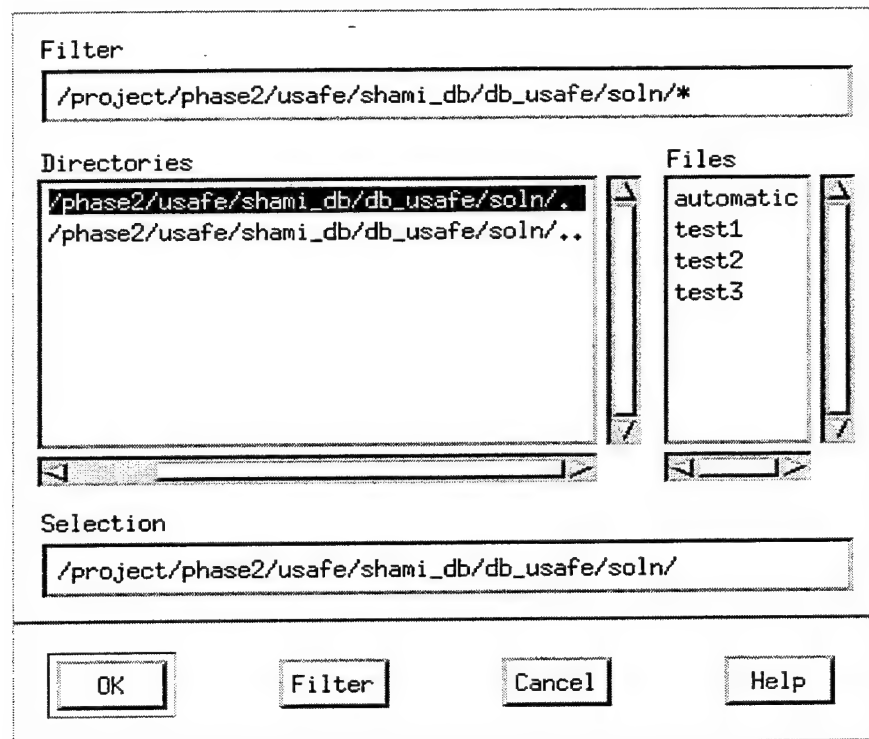 Filter
/project/phase2/usafe/shami_db/db_usafe/soln/*
Directories
/phase2/usafe/shami_db/db_usafe/soln/.
/phase2/usafe/shami_db/db_usafe/soln/..
Files
automatic
test1
test2
test3
Selection
/project/phase2/usafe/shami_db/db_usafe/soln/
OK
Filter
Cancel
Help